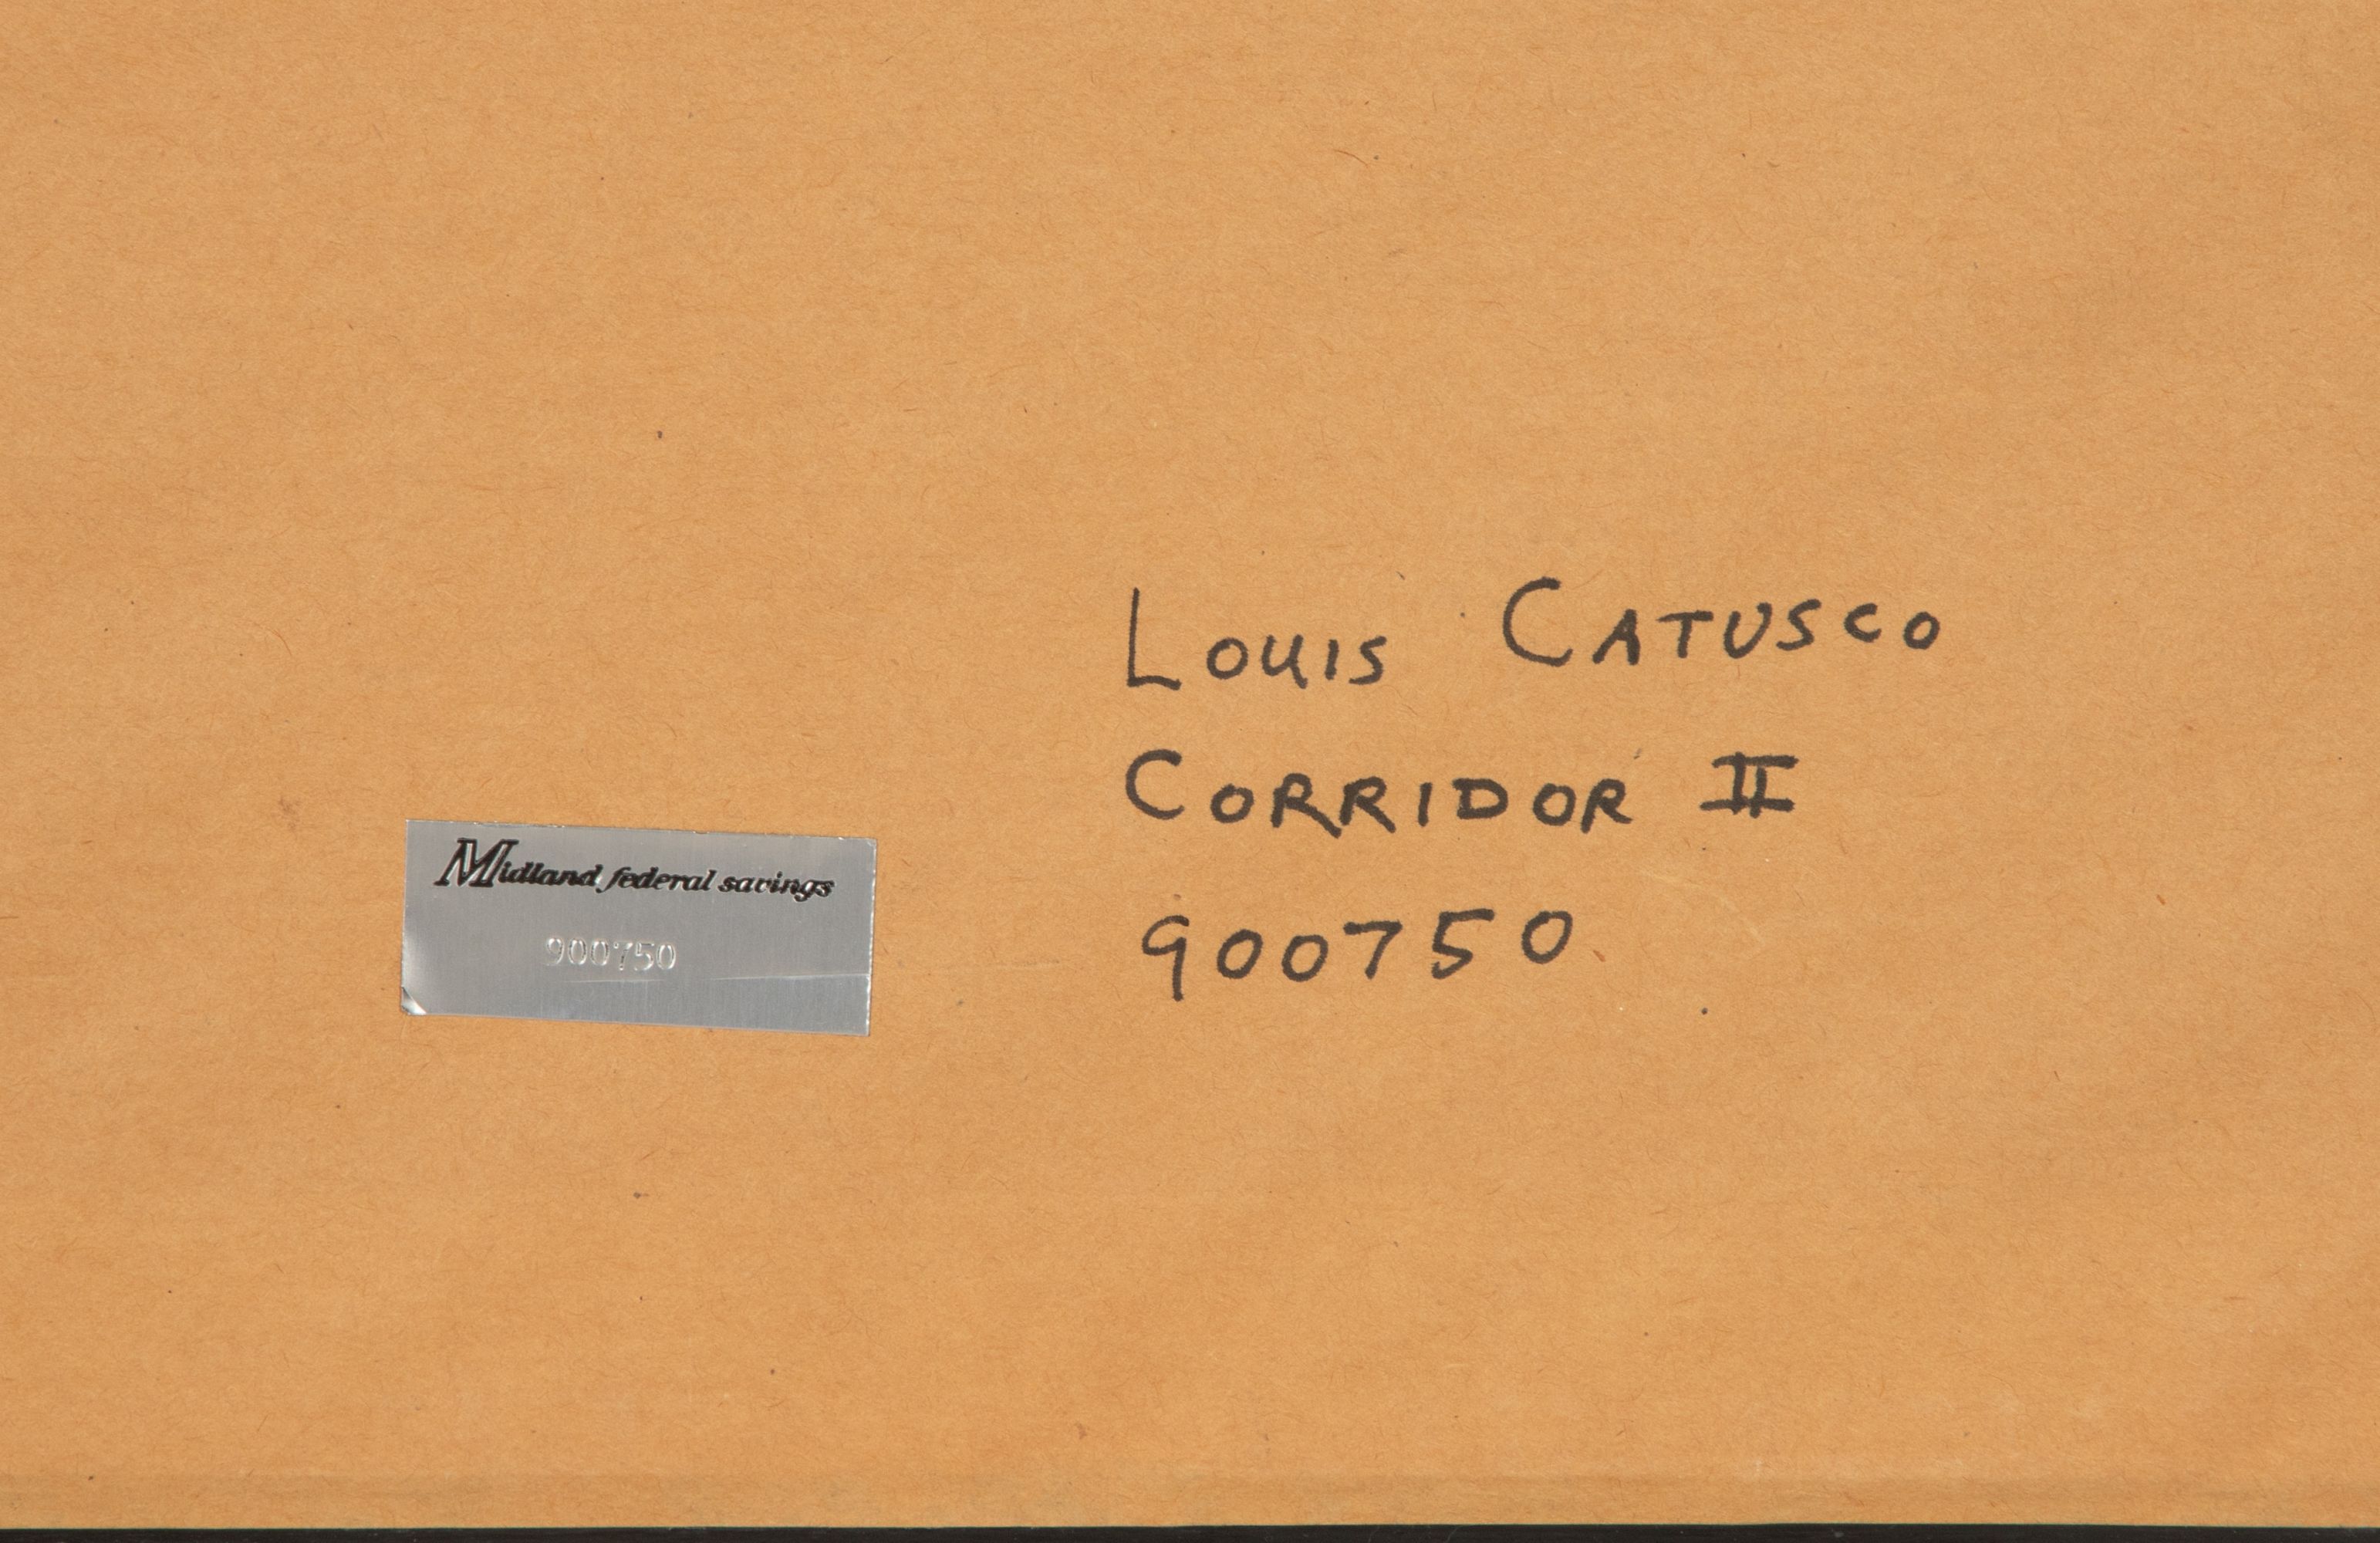 Louis Catusco
Corridor II
900750
Midland federal savings
900750